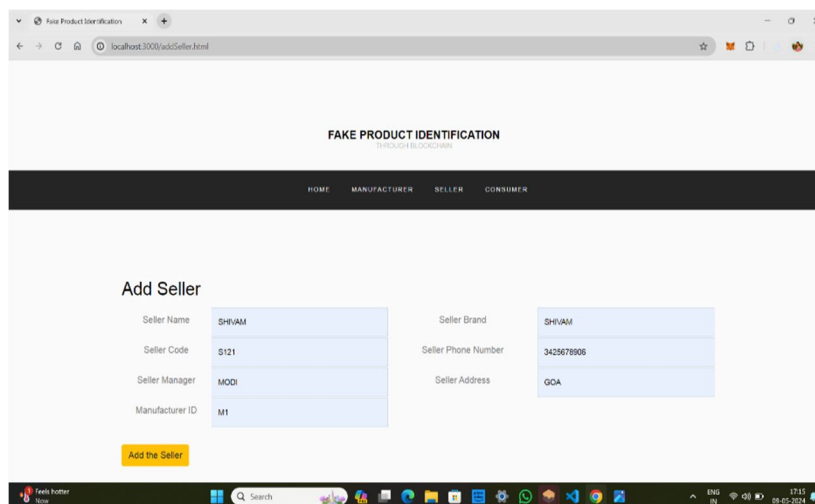 Fake Product Identification
localhost:3000/addSeller.html
FAKE PRODUCT IDENTIFICATION
THROUGH BLOCKCHAIN
HOME MANUFACTURER SELLER CONSUMER
Add Seller
Seller Name SHIVAM Seller Brand SHIVAM
Seller Code S121 Seller Phone Number 3425678906
Seller Manager MODI Seller Address GOA
Manufacturer ID M1
Add the Seller
Feels hotter
Now
Search
ENG
IN
17:15
09-05-2024